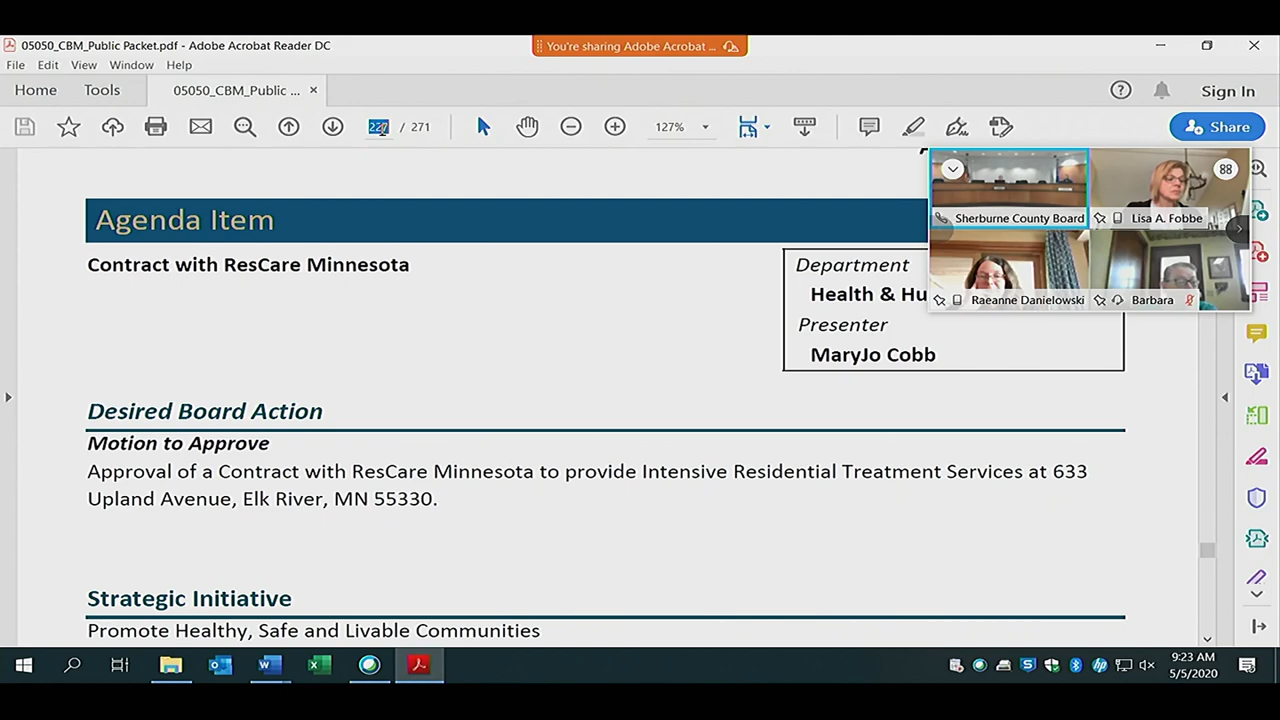 05050_CBM_Public Packet.pdf - Adobe Acrobat Reader DC
You're sharing Adobe Acrobat ...
File Edit View Window Help
Home Tools 05050_CBM_Public ... × Sign In
/ 271 127% Share
88
Agenda Item
Sherburne County Board
Lisa A. Fobbe
Raeanne Danielowski
Barbara
Contract with ResCare Minnesota
Department
Health & Hu
Presenter
MaryJo Cobb
Desired Board Action
Motion to Approve
Approval of a Contract with ResCare Minnesota to provide Intensive Residential Treatment Services at 633
Upland Avenue, Elk River, MN 55330.
Strategic Initiative
Promote Healthy, Safe and Livable Communities
9:23 AM
5/5/2020